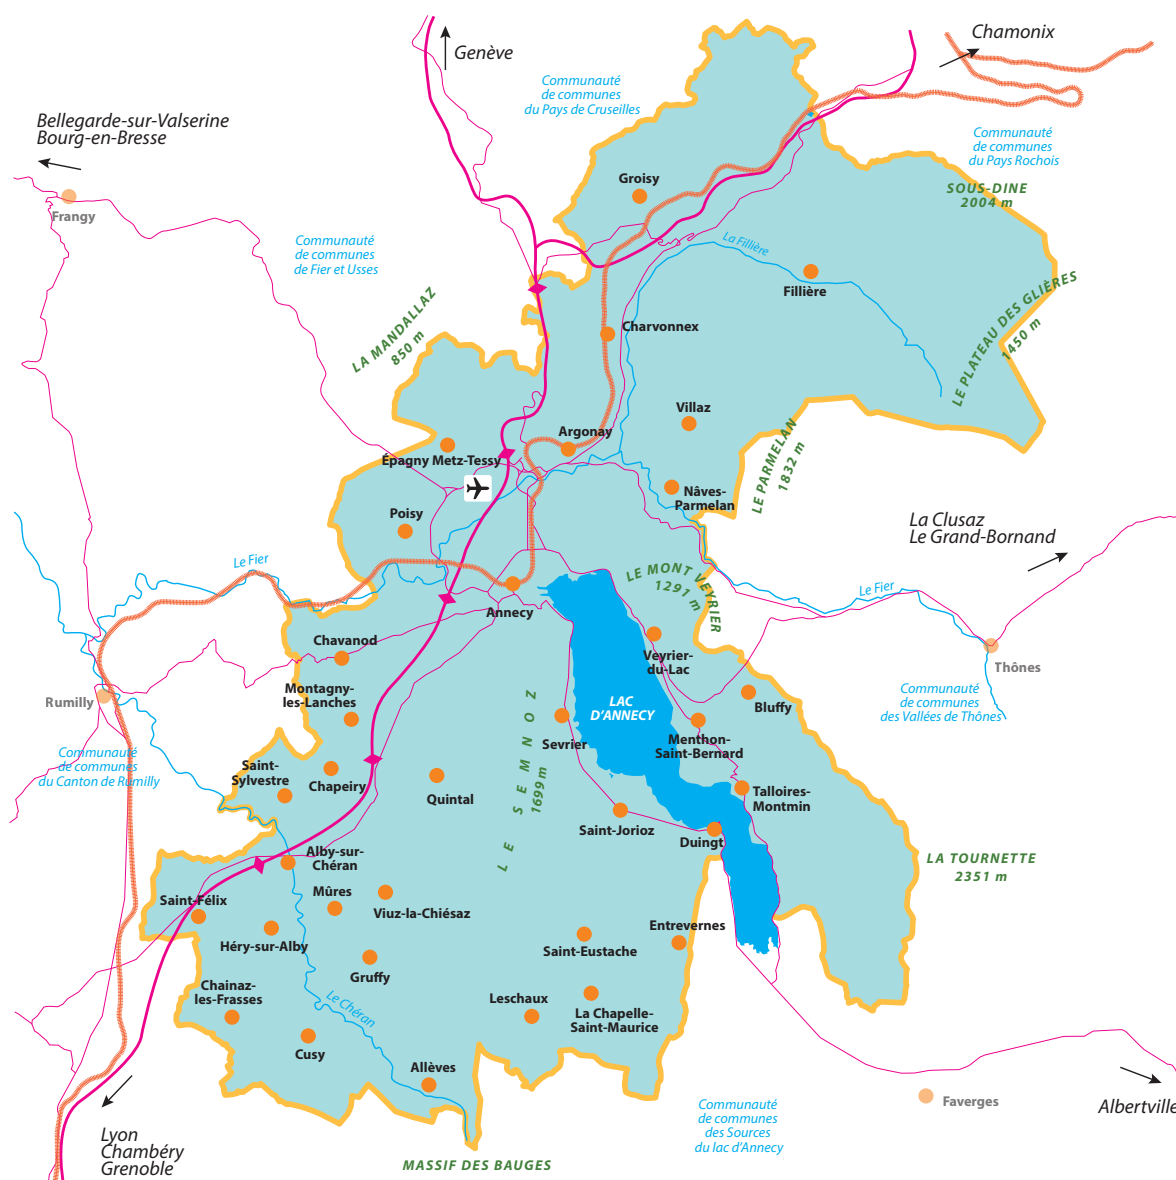 Chamonix
Genève
Communauté
de communes
du Pays de Cruseilles
Bellegarde-sur-Valserine
Bourg-en-Bresse
Communauté
de communes
du Pays Rochois
Groisy
SOUS-DINE
2004 m
Frangy
Communauté
de communes
de Fier et Usses
La Fillière
Fillière
LE PLATEAU DES GLIÈRES
1450 m
LA MANDALLAZ
850 m
Charvonnex
Villaz
Argonay
Épagny Metz-Tessy
LE PARMELAN
1832 m
Nâves-
Parmelan
Poisy
La Clusaz
Le Grand-Bornand
Le Fier
LE MONT VEYRIER
1291 m
Le Fier
Annecy
Chavanod
Veyrier-
du-Lac
Thônes
Montagny-
les-Lanches
Rumilly
LAC
D'ANNECY
Bluffy
Communauté
de communes
des Vallées de Thônes
LE SEMNOZ
1699 m
Sevrier
Menthon-
Saint-Bernard
Communauté
de communes
du Canton de Rumilly
Saint-
Sylvestre
Chapeiry
Quintal
Talloires-
Montmin
Saint-Jorioz
Duingt
Alby-sur-
Chéran
LA TOURNETTE
2351 m
Mûres
Saint-Félix
Viuz-la-Chiésaz
Héry-sur-Alby
Entrevernes
Saint-Eustache
Gruffy
Chainaz-
les-Frasses
Le Chéran
Leschaux
La Chapelle-
Saint-Maurice
Cusy
Allèves
Faverges
Albertville
Communauté
de communes
des Sources
du lac d'Annecy
Lyon
Chambéry
Grenoble
MASSIF DES BAUGES